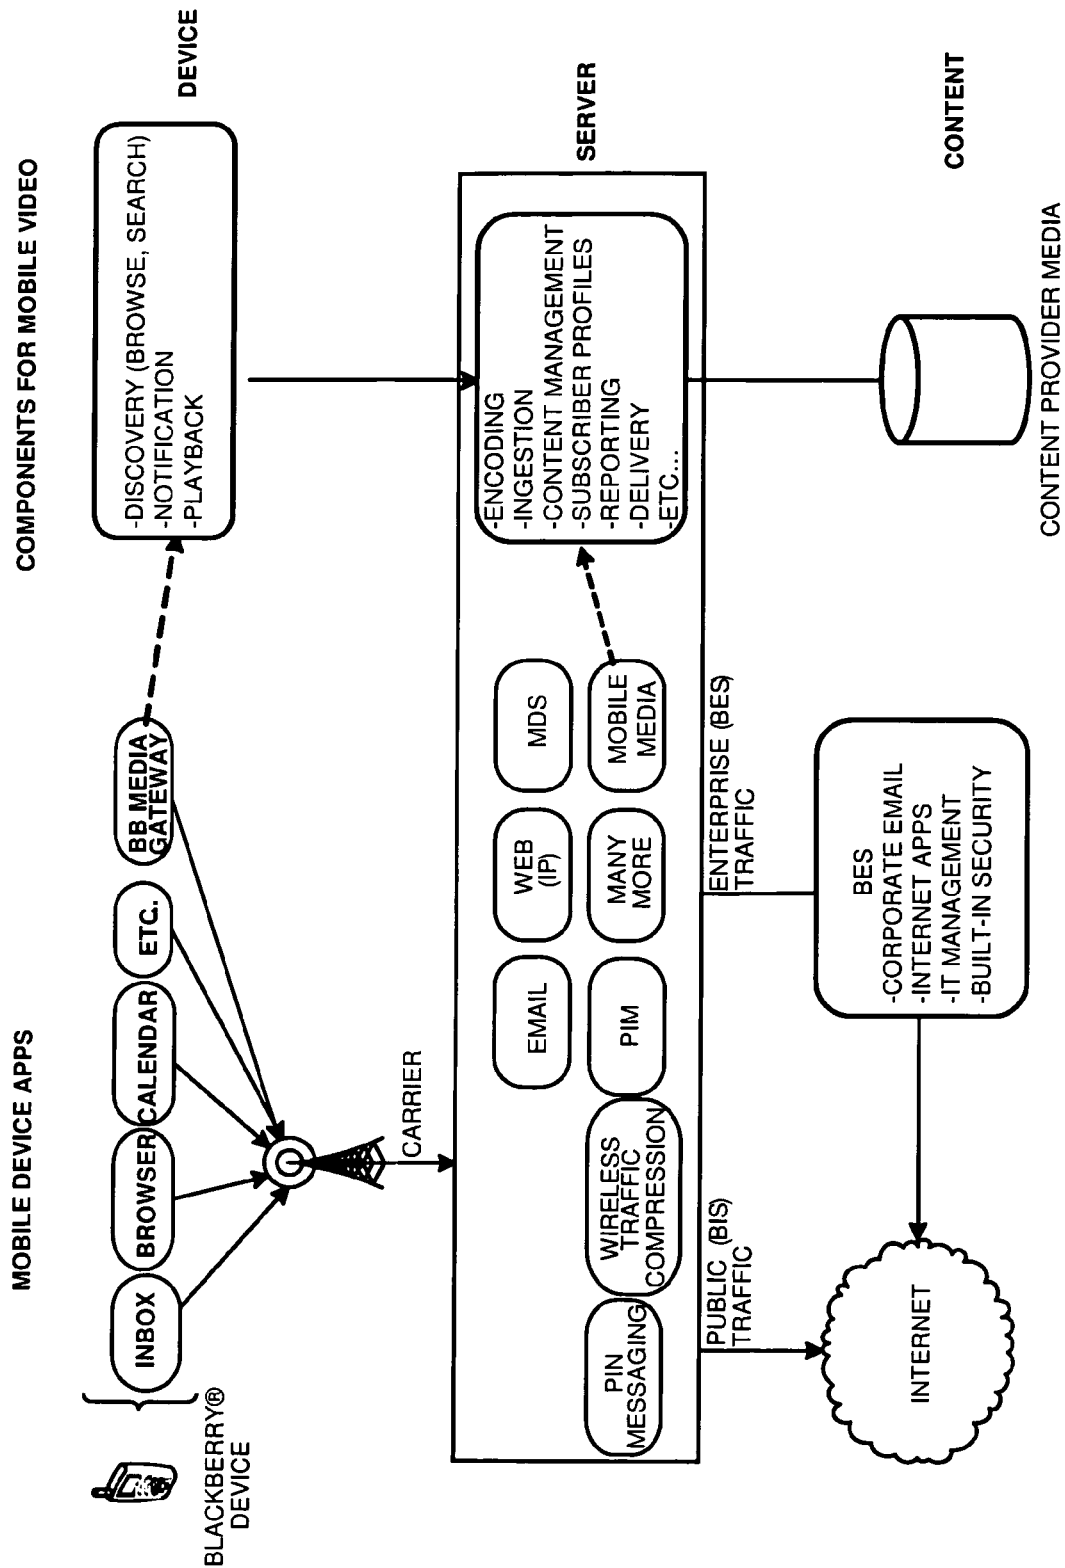 MOBILE DEVICE APPS
COMPONENTS FOR MOBILE VIDEO
BLACKBERRY®
DEVICE
INBOX
BROWSER
CALENDAR
ETC.
BB MEDIA
GATEWAY
-DISCOVERY (BROWSE, SEARCH)
-NOTIFICATION
-PLAYBACK
DEVICE
CARRIER
EMAIL
WEB
(IP)
MDS
PIN
MESSAGING
WIRELESS
TRAFFIC
COMPRESSION
PIM
MANY
MORE
MOBILE
MEDIA
-ENCODING
-INGESTION
-CONTENT MANAGEMENT
-SUBSCRIBER PROFILES
-REPORTING
-DELIVERY
-ETC...
SERVER
PUBLIC (BIS)
TRAFFIC
ENTERPRISE (BES)
TRAFFIC
INTERNET
BES
-CORPORATE EMAIL
-INTERNET APPS
-IT MANAGEMENT
-BUILT-IN SECURITY
CONTENT
CONTENT PROVIDER MEDIA